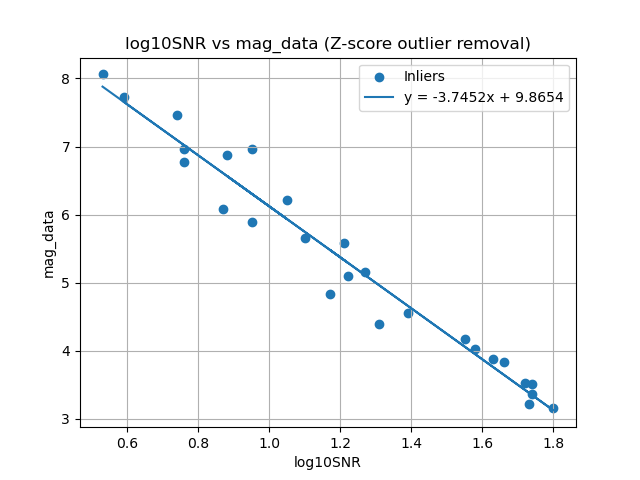 log10SNR vs mag_data (Z-score outlier removal)
Inliers
y = -3.7452x + 9.8654
8
7
6
5
4
3
mag_data
0.6 0.8 1.0 1.2 1.4 1.6 1.8
log10SNR